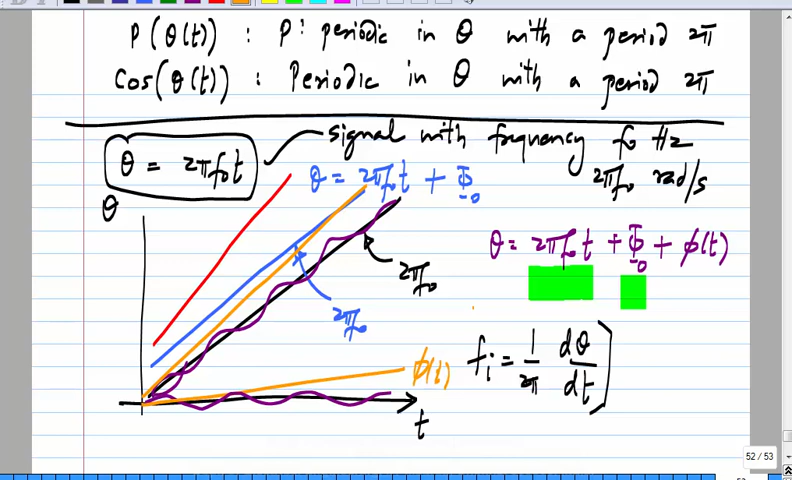 P(θ(t)) : P: periodic in θ with a period 2π
Cos(θ(t)) : Periodic in θ with a period 2π
θ = 2πf₀t
signal with frequency f₀ Hz
2πf₀ rad/s
θ = 2πf₀t + Φ₀
θ
θ = 2πf₀t + Φ₀ + φ(t)
2πf₀
2πf₀
fᵢ = 1/2π dθ/dt
φ(t)
t
52 / 53